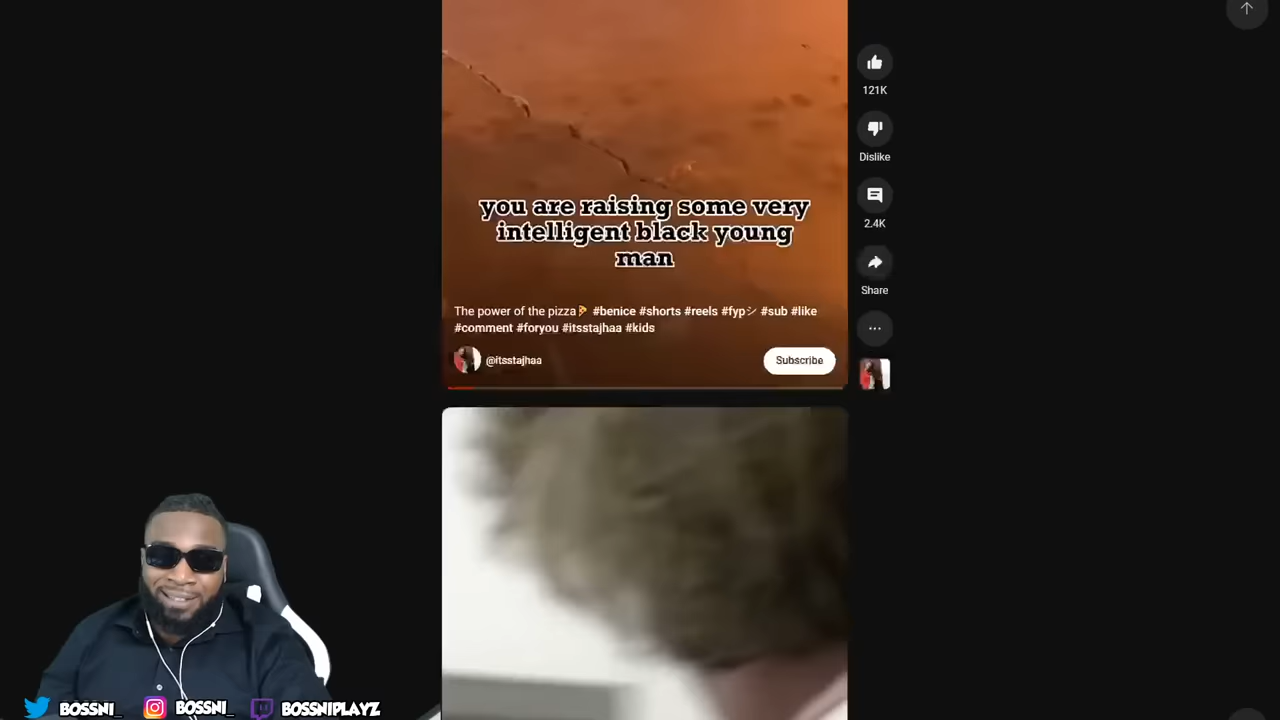 121K
Dislike
you are raising some very
intelligent black young
man
2.4K
Share
The power of the pizza🍕 #benice #shorts #reels #fypシ #sub #like
#comment #foryou #itsstajhaa #kids
@itsstajhaa
Subscribe
BOSSNI_
BOSSNI_
BOSSNIPLAYZ